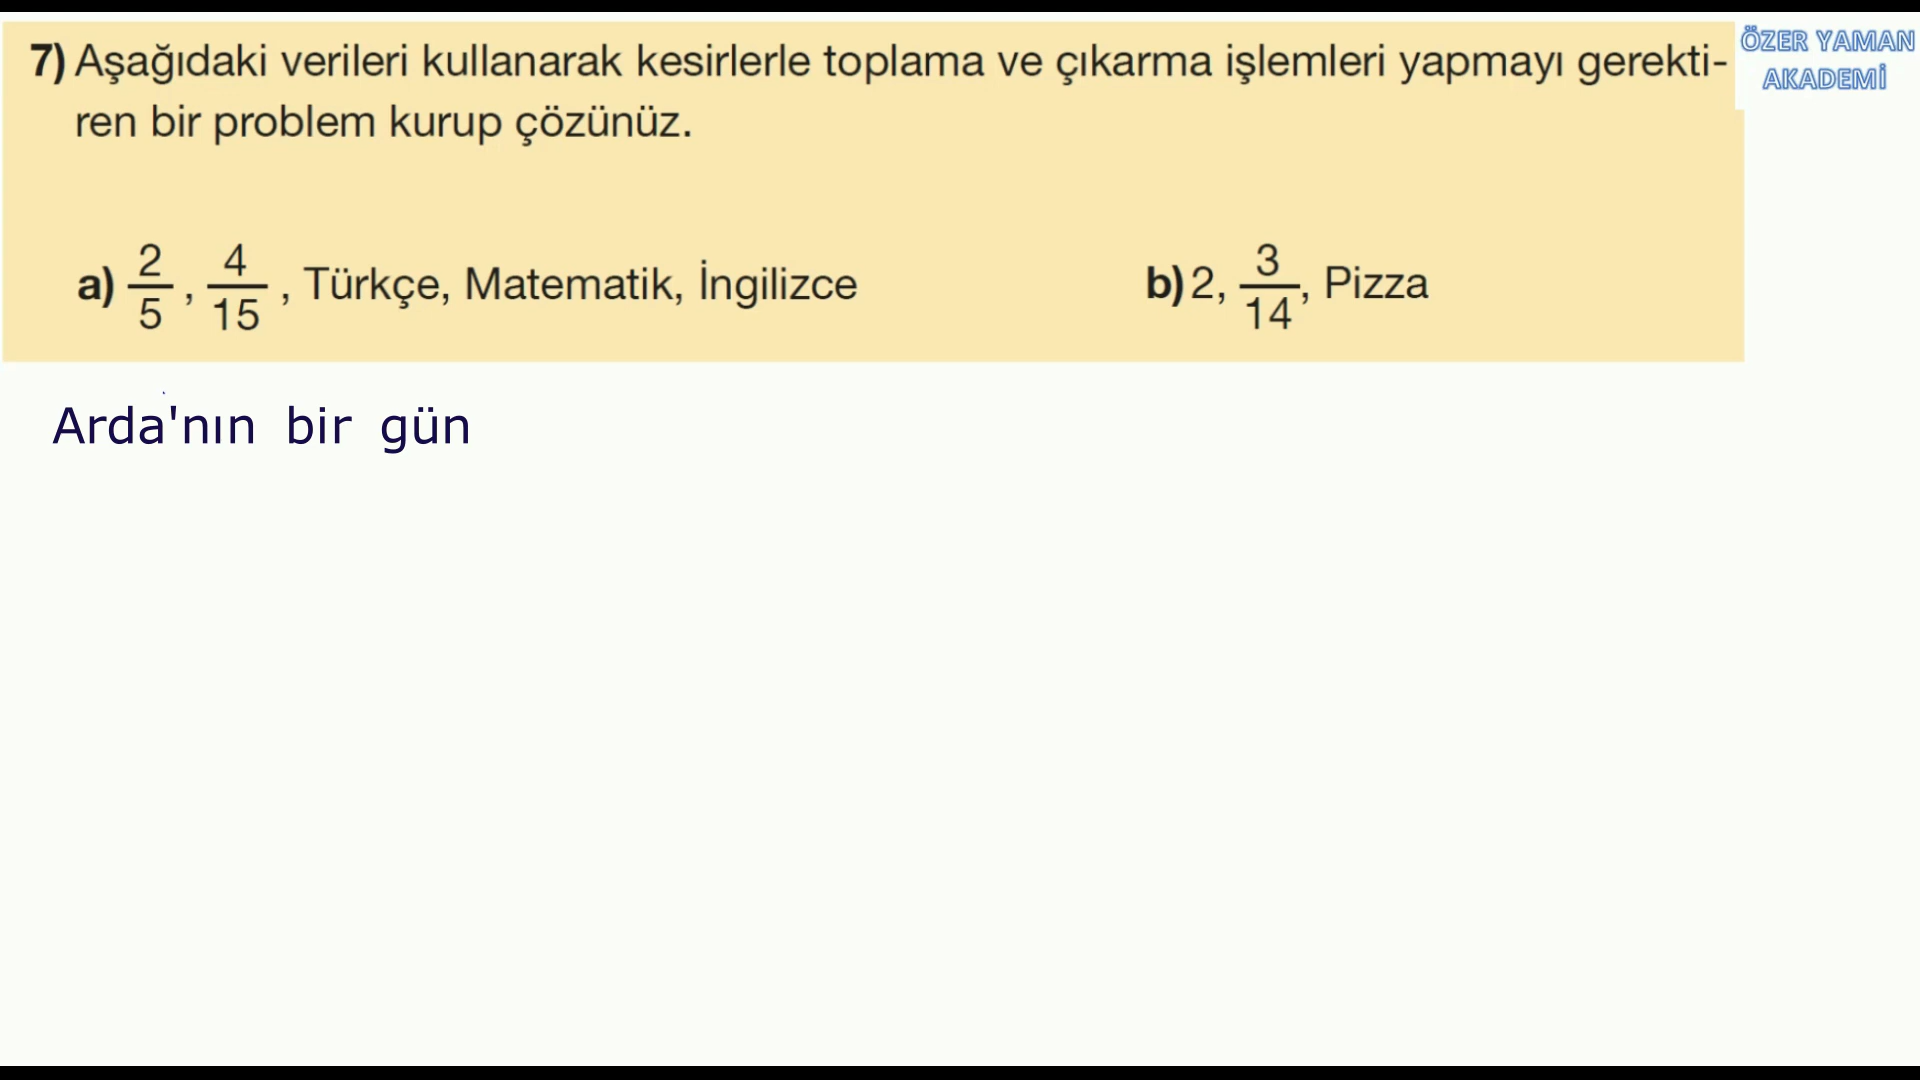 7) Aşağıdaki verileri kullanarak kesirlerle toplama ve çıkarma işlemleri yapmayı gerekti-
ren bir problem kurup çözünüz.
ÖZER YAMAN
AKADEMİ
a) 2/5 , 4/15 , Türkçe, Matematik, İngilizce
b) 2, 3/14, Pizza
Arda'nın bir gün